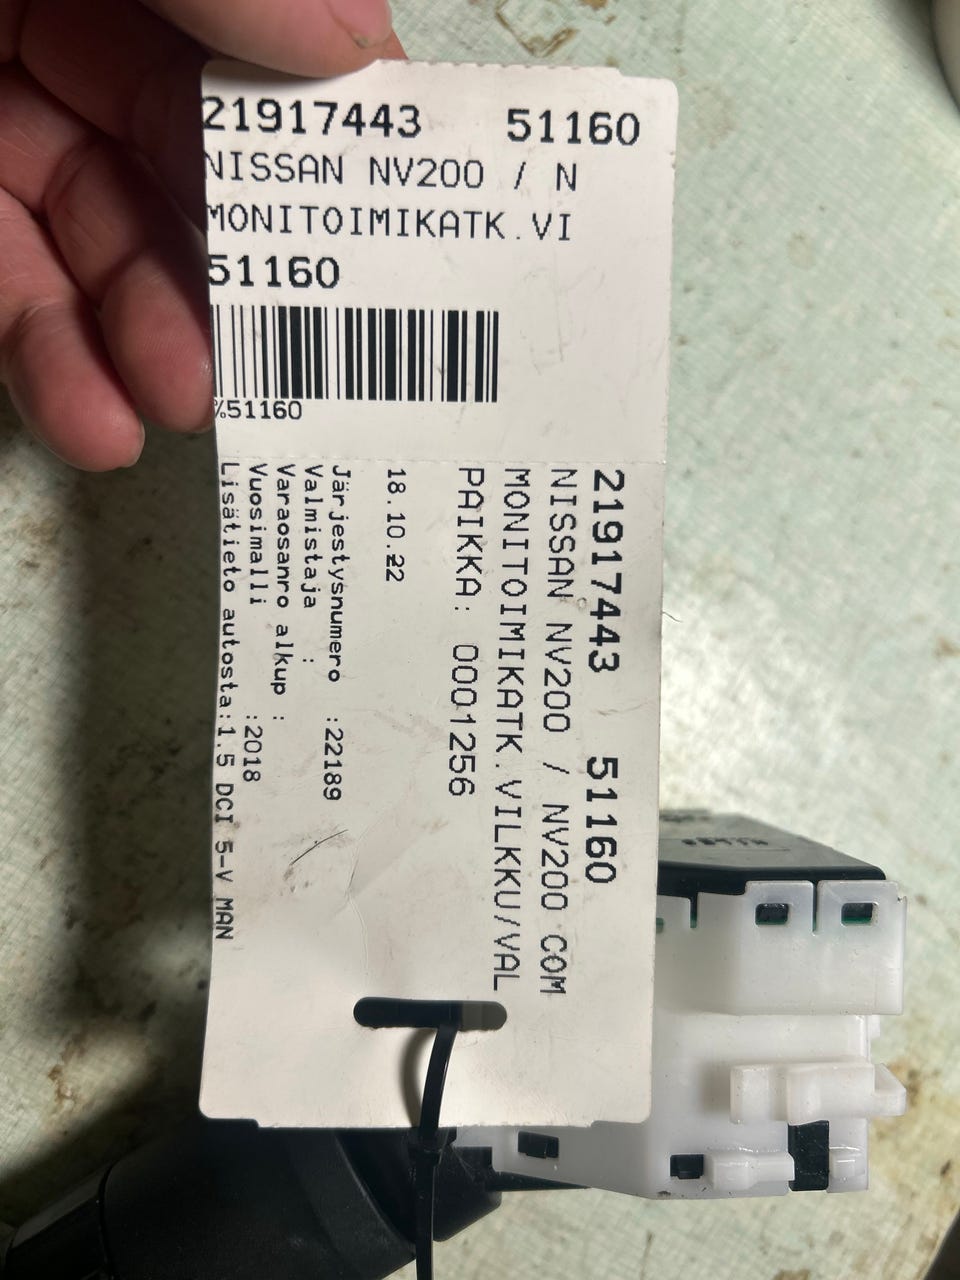 21917443 51160
NISSAN NV200 / N
MONITOIMIKATK.VI
51160
%51160
21917443 51160
NISSAN NV200 / NV200 COM
MONITOIMIKATK.VILKKU/VAL
PAIKKA: 0001256
18.10.22
Järjestysnumero :22189
Valmistaja :
Varaosanro alkup :
Vuosimalli :2018
Lisätieto autosta:1.5 DCI 5-V MAN